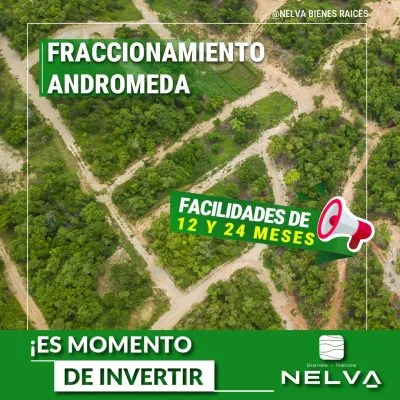 @NELVA BIENES RAICES
FRACCIONAMIENTO
ANDROMEDA
FACILIDADES DE
12 Y 24 MESES
¡ES MOMENTO
DE INVERTIR
Bienes - Raíces
NELVA